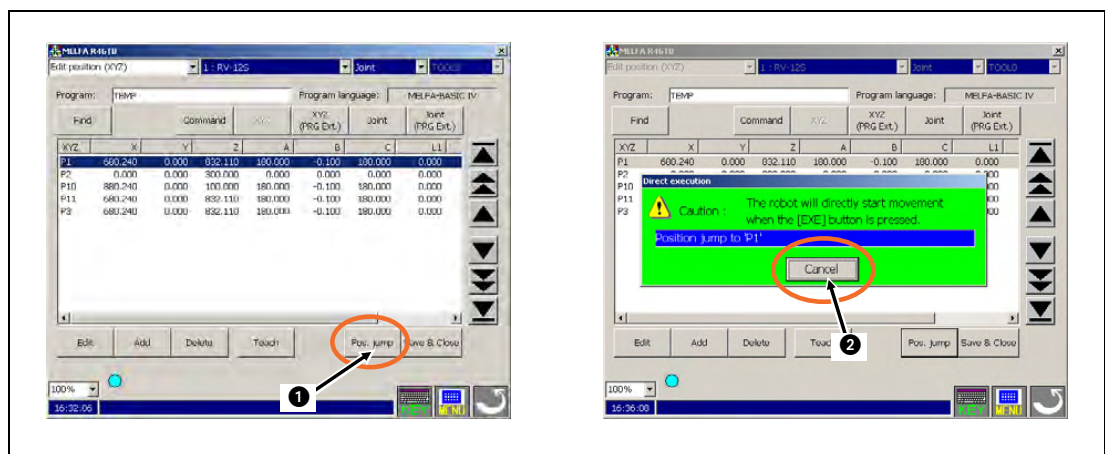 MELFA R46TB
Edit position (XYZ) 1 : RV-12S Joint TOOL0
Program: TEMP Program language: MELFA-BASIC IV
Find Command XYZ XYZ (PRG Ext.) Joint Joint (PRG Ext.)
XYZ X Y Z A B C L1
P1 680.240 0.000 832.110 180.000 -0.100 180.000 0.000
P2 0.000 0.000 300.000 0.000 0.000 0.000 0.000
P10 880.240 0.000 100.000 180.000 -0.100 180.000 0.000
P11 680.240 0.000 832.110 180.000 -0.100 180.000 0.000
P3 680.240 0.000 832.110 180.000 -0.100 180.000 0.000
Edit Add Delete Teach Pos. jump Save & Close
1
100%
16:32:06 KEY MENU
MELFA R46TB
Edit position (XYZ) 1 : RV-12S Joint TOOL0
Program: TEMP Program language: MELFA-BASIC IV
Find Command XYZ XYZ (PRG Ext.) Joint Joint (PRG Ext.)
XYZ X Y Z A B C L1
P1 680.240 0.000 832.110 180.000 -0.100 180.000 0.000
P2
P10
P11
P3
Direct execution
Caution : The robot will directly start movement
when the [EXE] button is pressed.
Position jump to 'P1'
Cancel
2
Edit Add Delete Pos. jump Save & Close
100%
16:36:08 KEY MENU